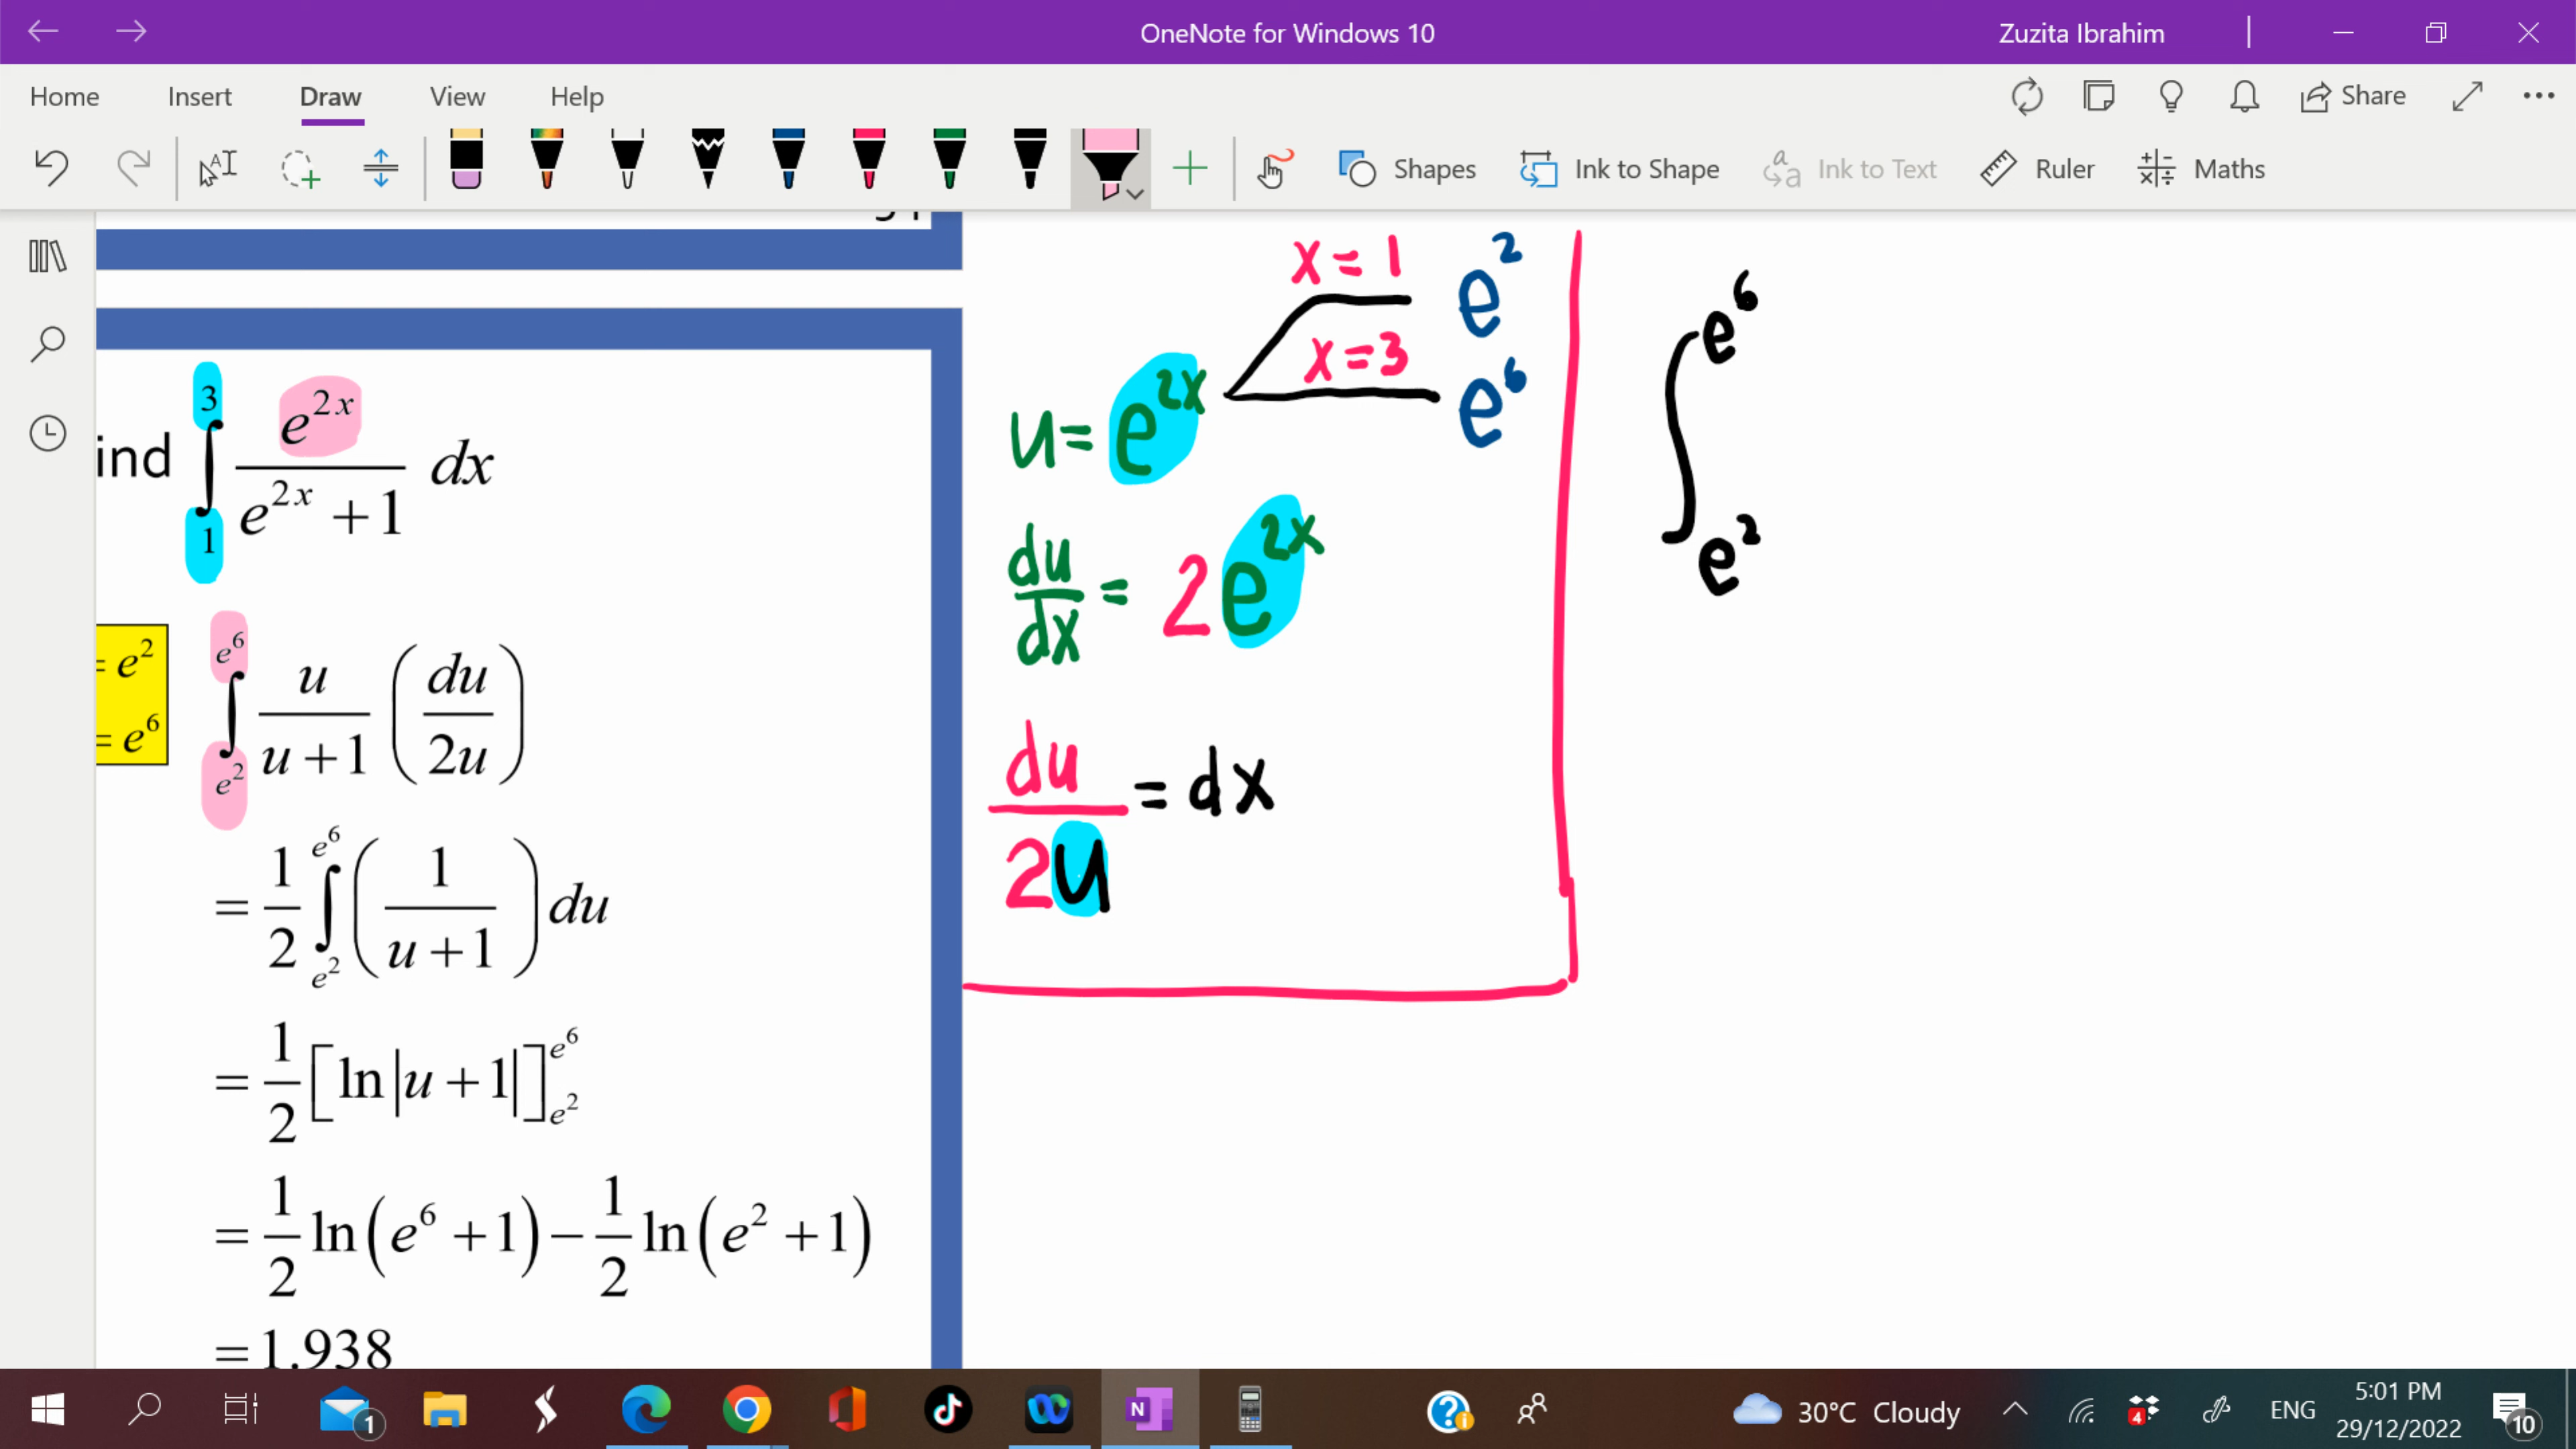 OneNote for Windows 10
Zuzita Ibrahim
Home Insert Draw View Help
Share
Shapes Ink to Shape Ink to Text Ruler Maths
ind ∫₁³ e^{2x}/(e^{2x}+1) dx
= e²
= e⁶
∫_{e²}^{e⁶} u/(u+1) (du/2u)
= 1/2 ∫_{e²}^{e⁶} (1/(u+1)) du
= 1/2 [ln|u+1|]_{e²}^{e⁶}
= 1/2 ln(e⁶+1) − 1/2 ln(e²+1)
= 1.938
x = 1 e²
x = 3 e⁶
u = e^{2x}
du/dx = 2e^{2x}
du/2u = dx
∫_{e²}^{e⁶}
1
30°C Cloudy
4
ENG
5:01 PM
29/12/2022
10